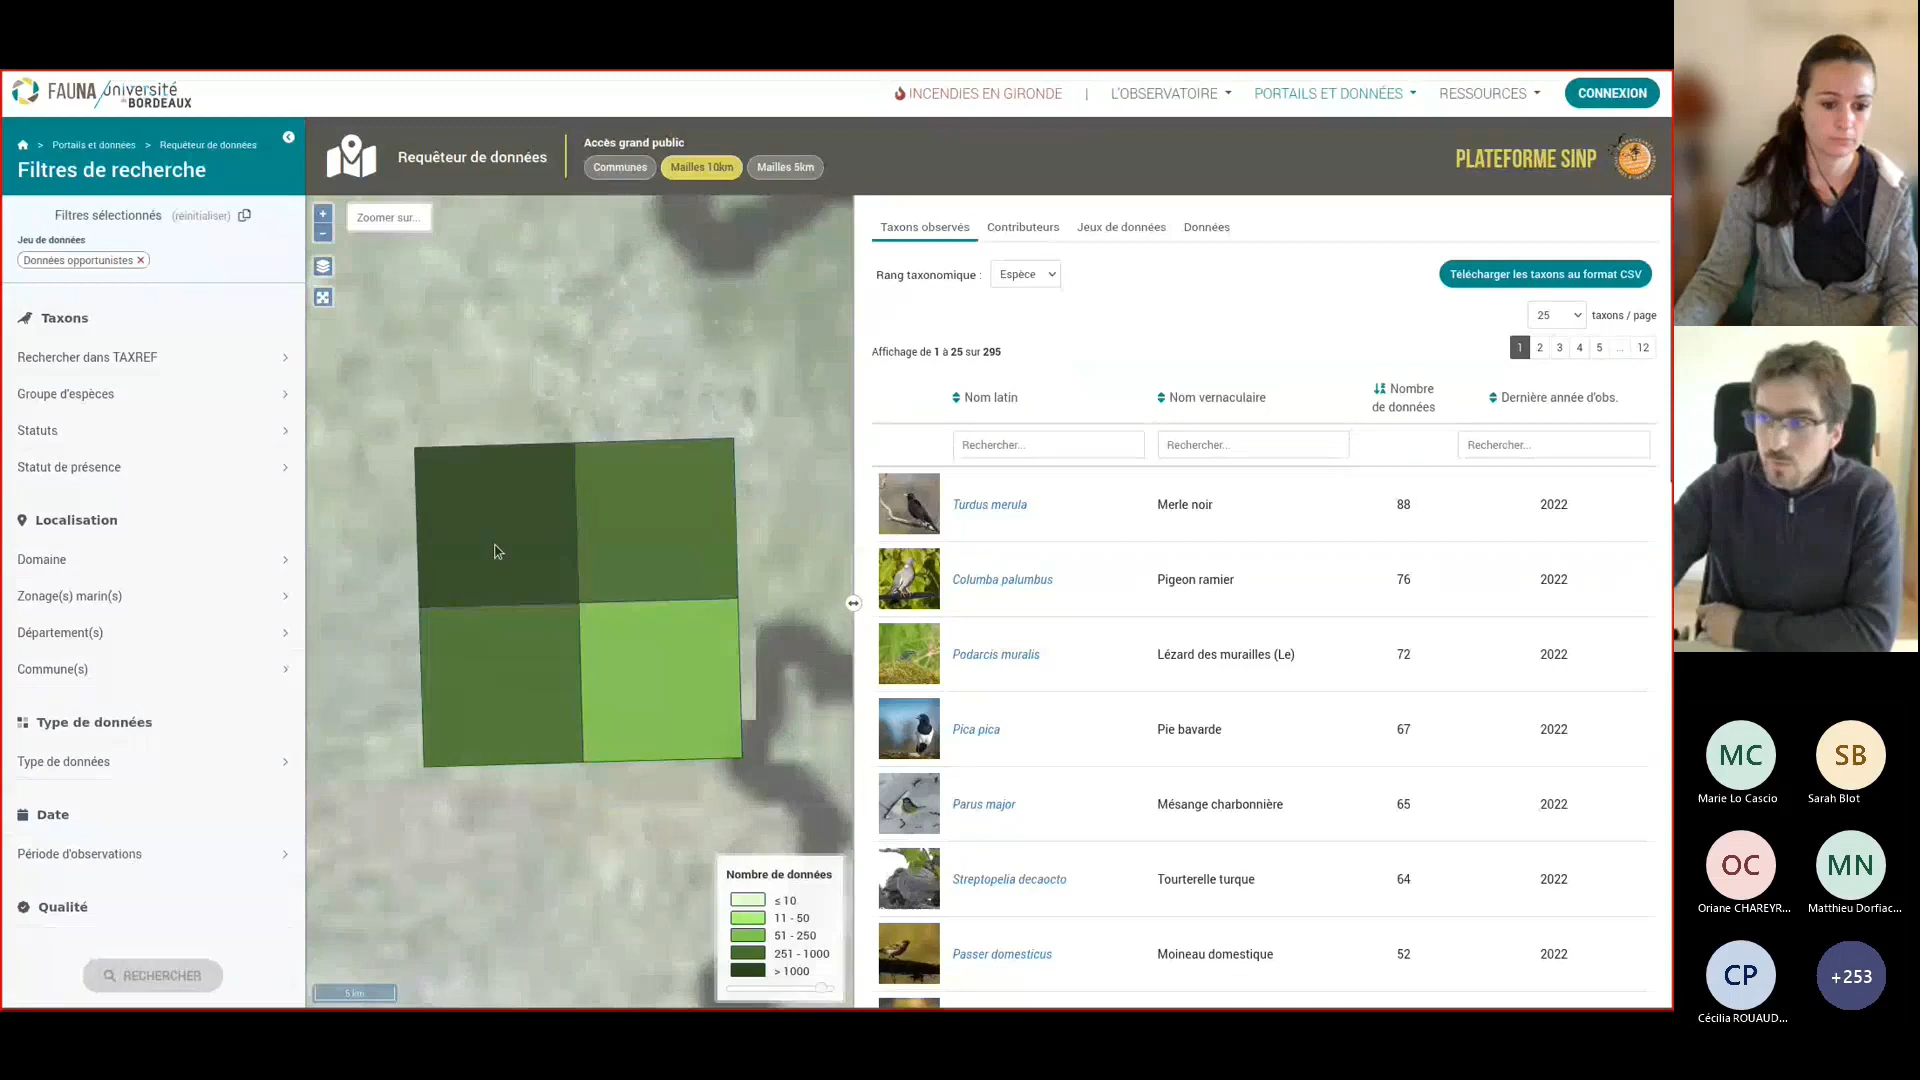 FAUNA université de BORDEAUX
INCENDIES EN GIRONDE | L'OBSERVATOIRE PORTAILS ET DONNÉES RESSOURCES CONNEXION
> Portails et données > Requêteur de données
Filtres de recherche
Filtres sélectionnés (réinitialiser)
Jeu de données
Données opportunistes ×
Taxons
Rechercher dans TAXREF
Groupe d'espèces
Statuts
Statut de présence
Localisation
Domaine
Zonage(s) marin(s)
Département(s)
Commune(s)
Type de données
Type de données
Date
Période d'observations
Qualité
RECHERCHER
Requêteur de données
Accès grand public
Communes Mailles 10km Mailles 5km
PLATEFORME SINP
+
−
Zoomer sur...
5 km
Nombre de données
≤ 10
11 - 50
51 - 250
251 - 1000
> 1000
Taxons observés Contributeurs Jeux de données Données
Rang taxonomique : Espèce
Télécharger les taxons au format CSV
25 taxons / page
Affichage de 1 à 25 sur 295
1 2 3 4 5 ... 12
Nom latin Nom vernaculaire Nombre de données Dernière année d'obs.
Rechercher... Rechercher... Rechercher...
Turdus merula Merle noir 88 2022
Columba palumbus Pigeon ramier 76 2022
Podarcis muralis Lézard des murailles (Le) 72 2022
Pica pica Pie bavarde 67 2022
Parus major Mésange charbonnière 65 2022
Streptopelia decaocto Tourterelle turque 64 2022
Passer domesticus Moineau domestique 52 2022
MC SB
Marie Lo Cascio Sarah Blot
OC MN
Oriane CHAREYR... Matthieu Dorfiac...
CP +253
Cécilia ROUAUD...